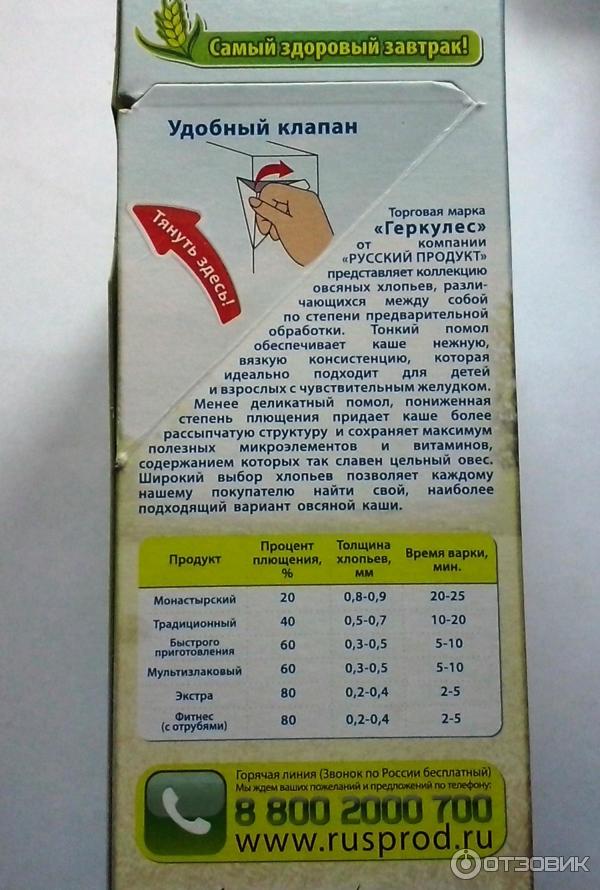 Самый здоровый завтрак!
Удобный клапан
Тянуть здесь!
Торговая марка
«Геркулес»
от компании
«РУССКИЙ ПРОДУКТ»
представляет коллекцию
овсяных хлопьев, разли-
чающихся между собой
по степени предварительной
обработки. Тонкий помол
обеспечивает каше нежную,
вязкую консистенцию, которая
идеально подходит для детей
и взрослых с чувствительным желудком.
Менее деликатный помол, пониженная
степень плющения придает каше более
рассыпчатую структуру и сохраняет максимум
полезных микроэлементов и витаминов,
содержанием которых так славен цельный овес.
Широкий выбор хлопьев позволяет каждому
нашему покупателю найти свой, наиболее
подходящий вариант овсяной каши.
Продукт Процент плющения, % Толщина хлопьев, мм Время варки, мин.
Монастырский 20 0,8-0,9 20-25
Традиционный 40 0,5-0,7 10-20
Быстрого приготовления 60 0,3-0,5 5-10
Мультизлаковый 60 0,3-0,5 5-10
Экстра 80 0,2-0,4 2-5
Фитнес (с отрубями) 80 0,2-0,4 2-5
Горячая линия (Звонок по России бесплатный)
Мы ждем ваших пожеланий и предложений по телефону:
8 800 2000 700
www.rusprod.ru
ОТЗОВИК